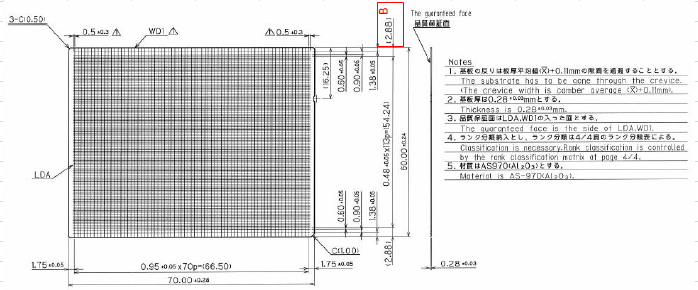 3-C(0.50)
0.5±0.3
WD1
0.5±0.3
B
(2.88)
The guaranteed face
品質保証面
(16.25)
0.60±0.05
0.90±0.05
1.38±0.05
0.48±0.05x113p=(54.24)
60.00±0.24
LDA
0.60±0.05
0.90±0.05
1.38±0.05
C(1.00)
(2.88)
1.75±0.05
0.95±0.05x70p=(66.50)
1.75±0.05
70.00±0.28
0.28±0.03
Notes
1. 基板の反りは板厚平均値(X̄)+0.11mmの隙間を通過することとする。
The substrate has to be gone through the crevice.
(The crevice width is camber average (X̄)+0.11mm).
2. 基板厚は0.28±0.03mmとする。
Thickness is 0.28±0.03mm.
3. 品質保証面はLDA,WD1の入った面とする。
The guaranteed face is the side of LDA,WD1.
4. ランク分類納入とし、ランク分類は4/4頁のランク分類表による。
Classification is necessary.Rank classification is controlled
by the rank classification matrix at page 4/4.
5. 材質はAS970(Al₂O₃)とする。
Material is AS-970(Al₂O₃).